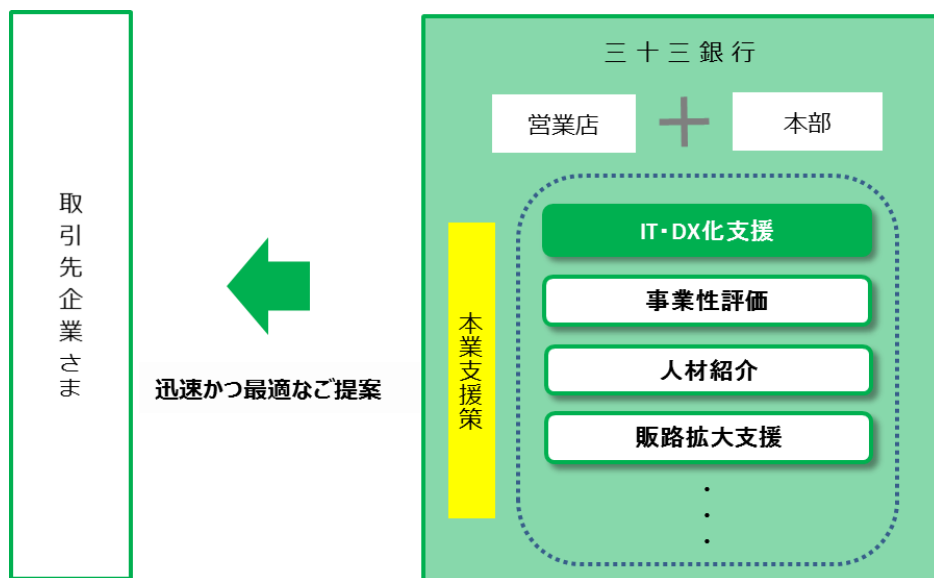 三十三銀行
営業店
＋
本部
取引先企業さま
迅速かつ最適なご提案
本業支援策
IT・DX化支援
事業性評価
人材紹介
販路拡大支援
・
・
・